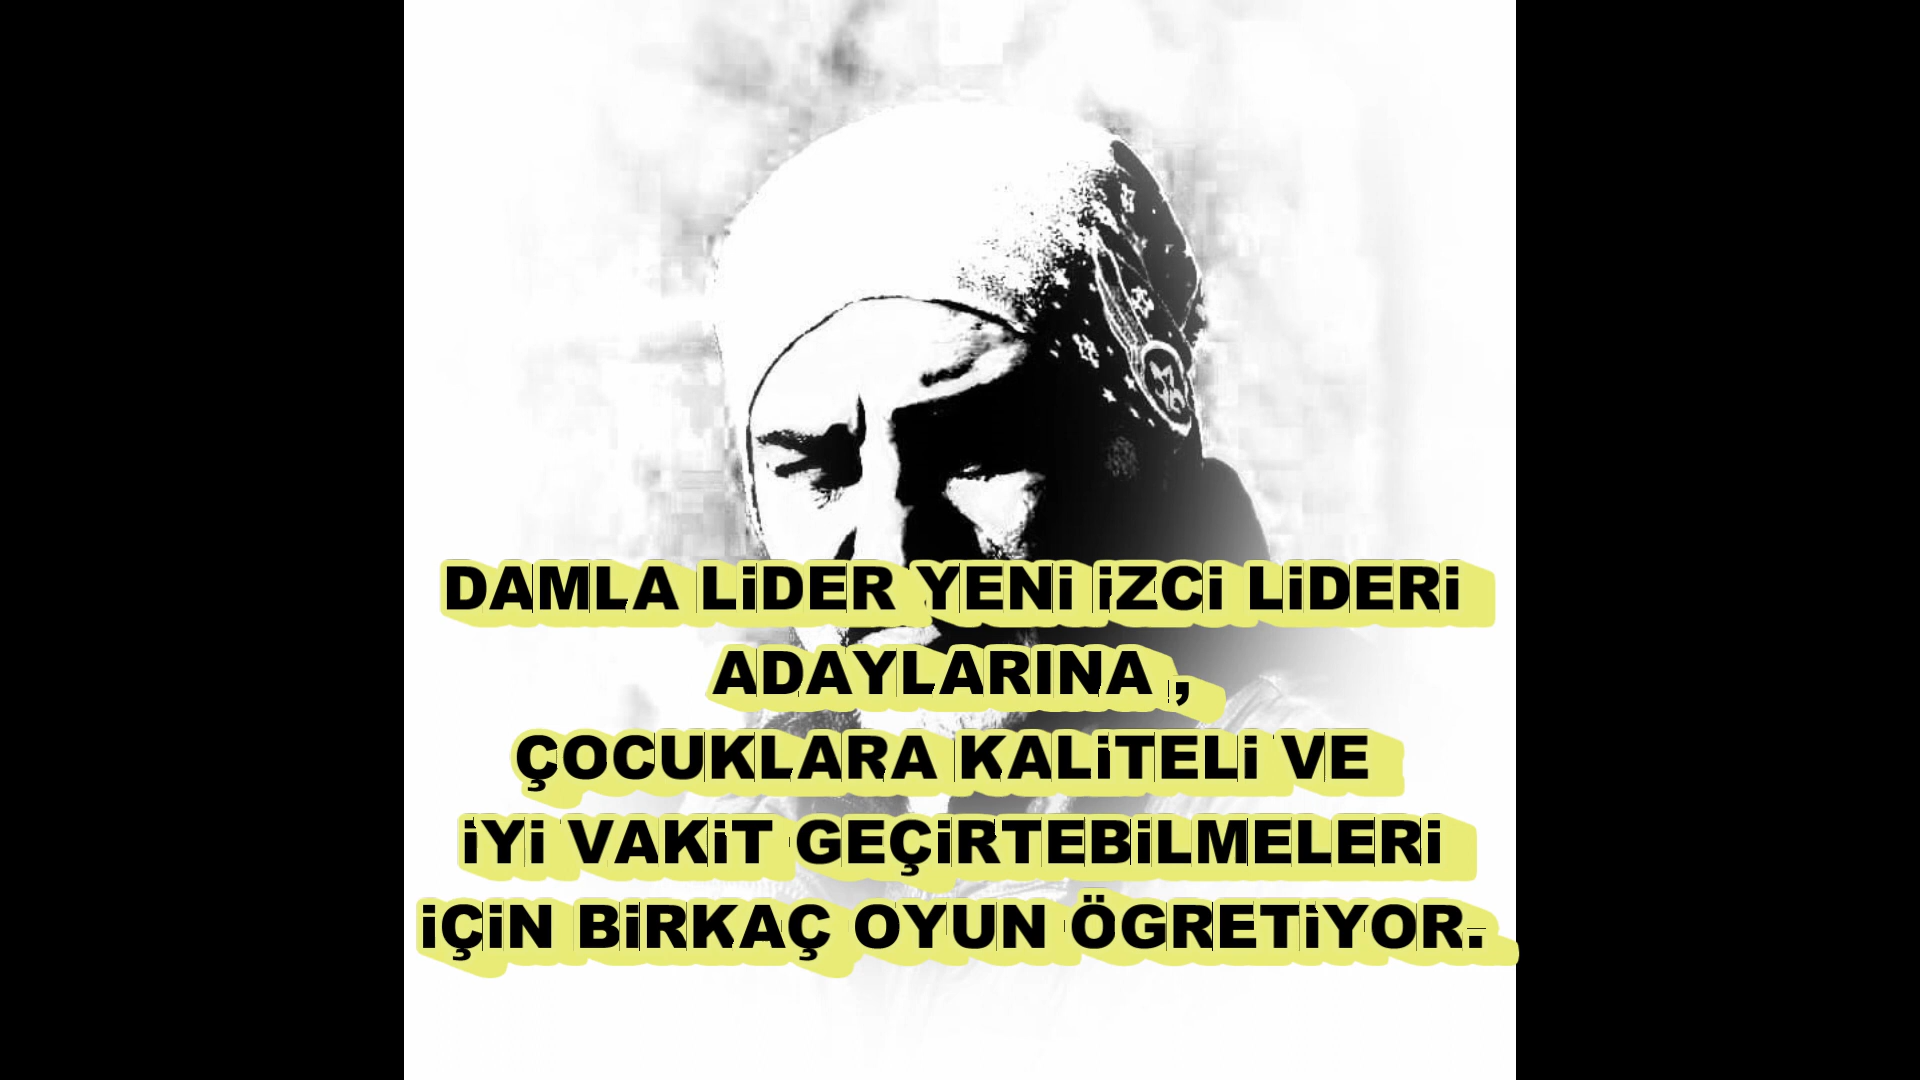 DAMLA LİDER YENİ İZCİ LİDERİ
ADAYLARINA ,
ÇOCUKLARA KALİTELİ VE
İYİ VAKİT GEÇİRTEBİLMELERİ
İÇİN BİRKAÇ OYUN ÖGRETİYOR.